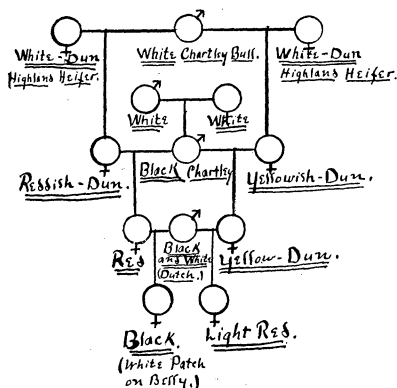 White-Dun
Highland Heifer.
White Chartley Bull.
White-Dun
Highland Heifer.
White
White
Reddish-Dun.
Black Chartley
Yellowish-Dun.
Red
Black
and White
(Dutch.)
Yellow-Dun.
Black.
(White Patch
on Belly.)
Light Red.